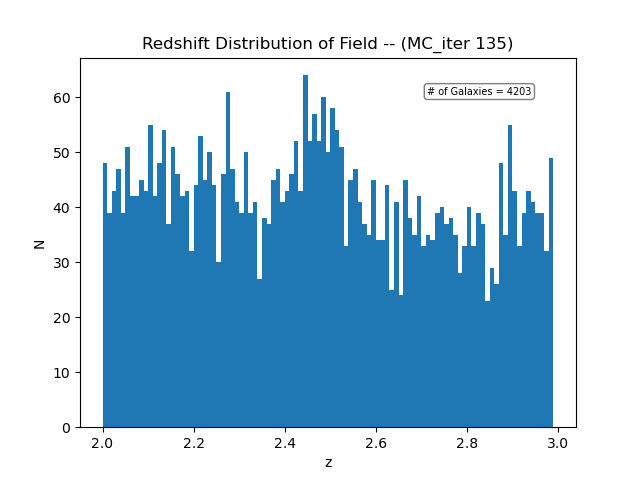 Redshift Distribution of Field -- (MC_iter 135)
# of Galaxies = 4203
60
50
40
30
20
10
0
N
2.0 2.2 2.4 2.6 2.8 3.0
z